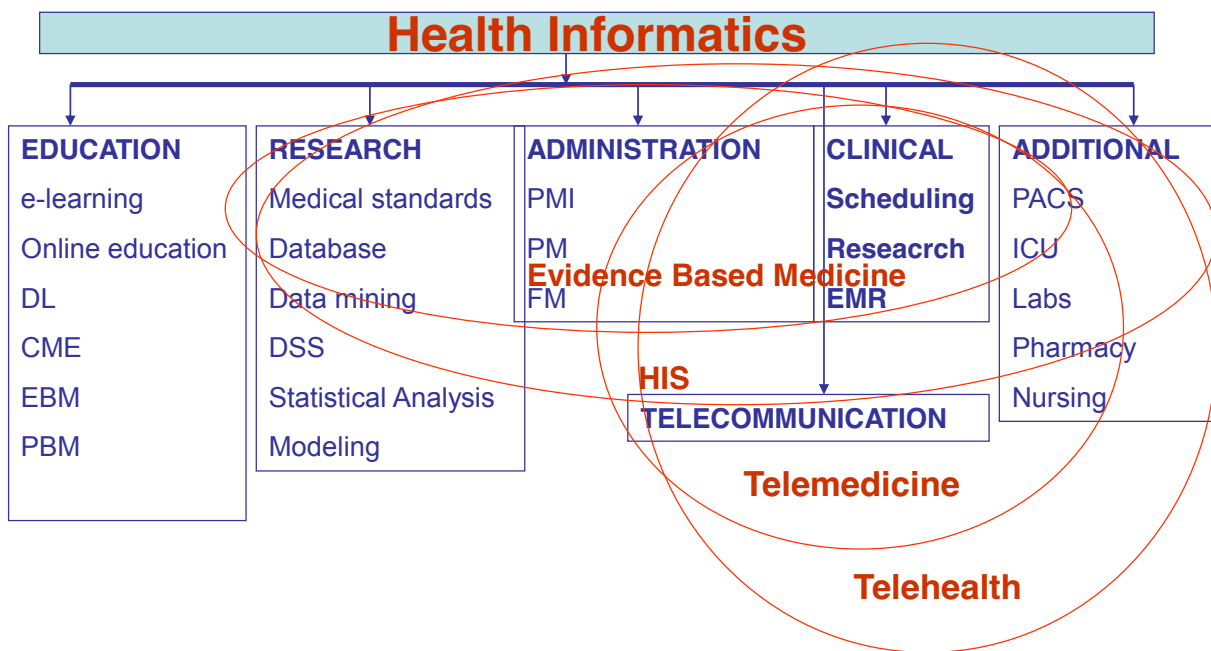 Health Informatics
EDUCATION
e-learning
Online education
DL
CME
EBM
PBM
RESEARCH
Medical standards
Database
Data mining
DSS
Statistical Analysis
Modeling
ADMINISTRATION
PMI
PM
FM
CLINICAL
Scheduling
Reseacrch
EMR
ADDITIONAL
PACS
ICU
Labs
Pharmacy
Nursing
Evidence Based Medicine
HIS
TELECOMMUNICATION
Telemedicine
Telehealth